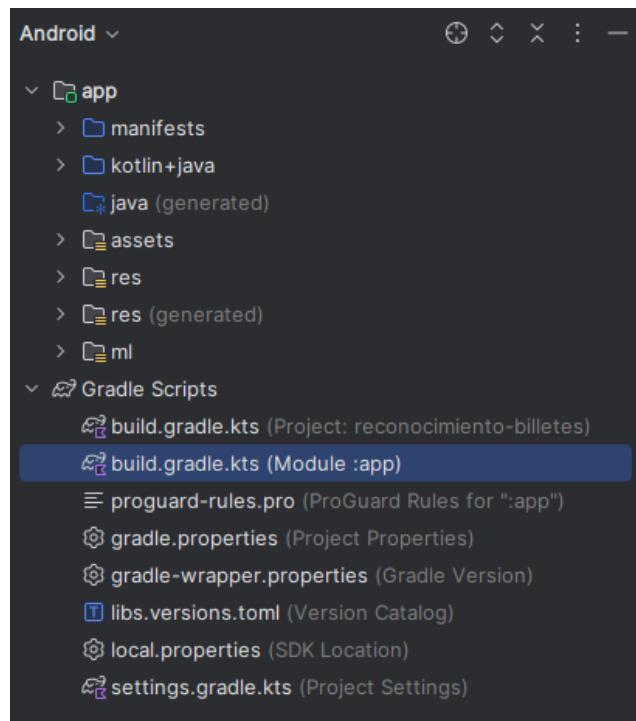 Android
app
manifests
kotlin+java
java (generated)
assets
res
res (generated)
ml
Gradle Scripts
build.gradle.kts (Project: reconocimiento-billetes)
build.gradle.kts (Module :app)
proguard-rules.pro (ProGuard Rules for ":app")
gradle.properties (Project Properties)
gradle-wrapper.properties (Gradle Version)
libs.versions.toml (Version Catalog)
local.properties (SDK Location)
settings.gradle.kts (Project Settings)